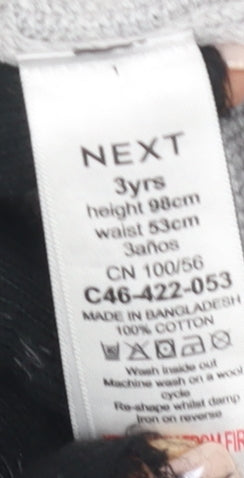 NEXT
3yrs
height 98cm
waist 53cm
3años
CN 100/56
C46-422-053
MADE IN BANGLADESH
100% COTTON
Wash inside out
Machine wash on a wool
cycle
Re-shape whilst damp
Iron on reverse
FIR